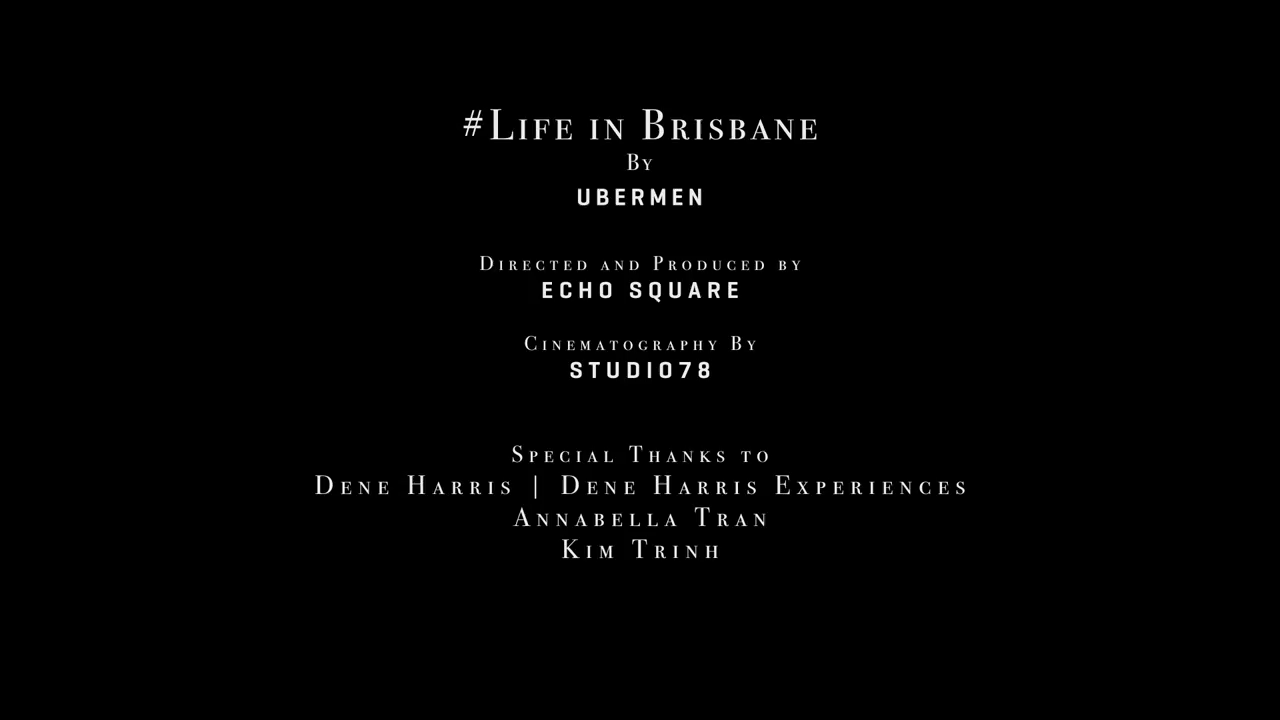 #Life in Brisbane
By
UBERMEN
Directed and Produced by
ECHO SQUARE
Cinematography By
STUDIO78
Special Thanks to
Dene Harris | Dene Harris Experiences
Annabella Tran
Kim Trinh